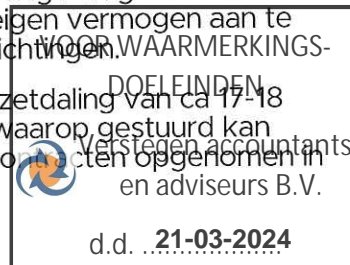 eigen vermogen aan te
ichtingen.
VOOR WAARMERKINGS-
DOELEINDEN
zetdaling van ca 17-18
waarop gestuurd kan
Verstegen accountants
contracten opgenomen in
en adviseurs B.V.
d.d. 21-03-2024